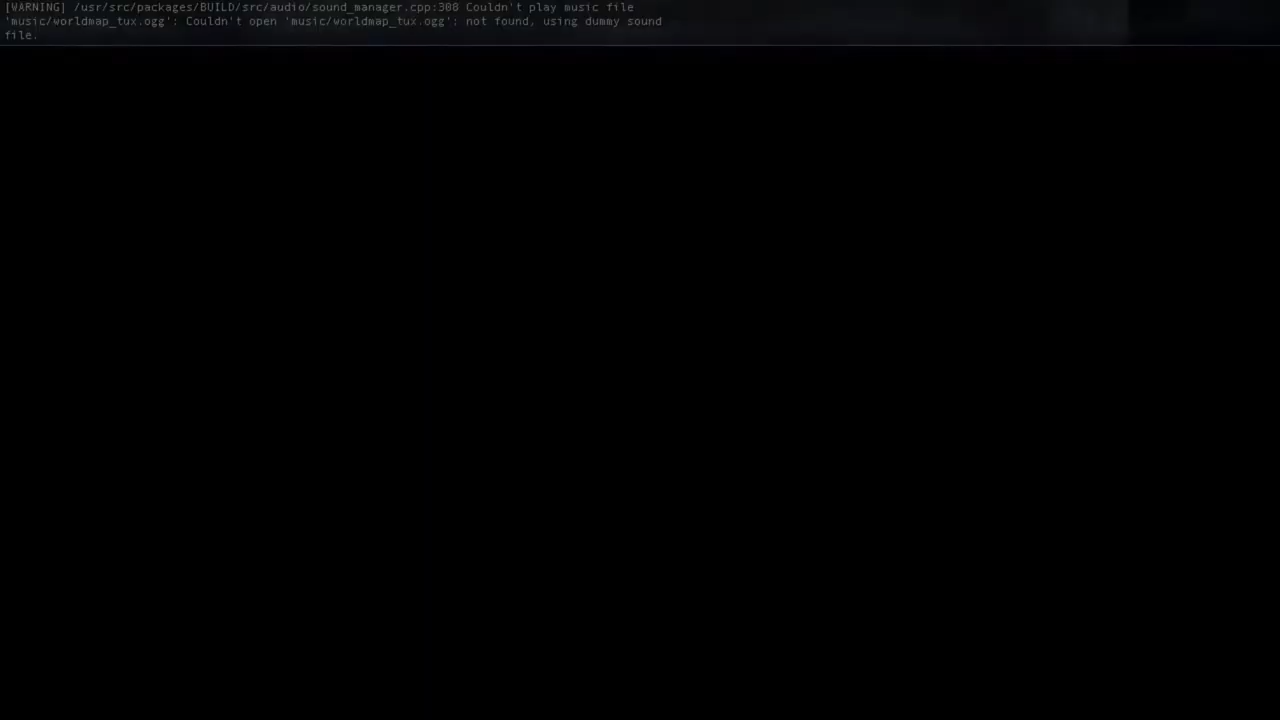 [WARNING] /usr/src/packages/BUILD/src/audio/sound_manager.cpp:308 Couldn't play music file
'music/worldmap_tux.ogg': Couldn't open 'music/worldmap_tux.ogg': not found, using dummy sound
file.